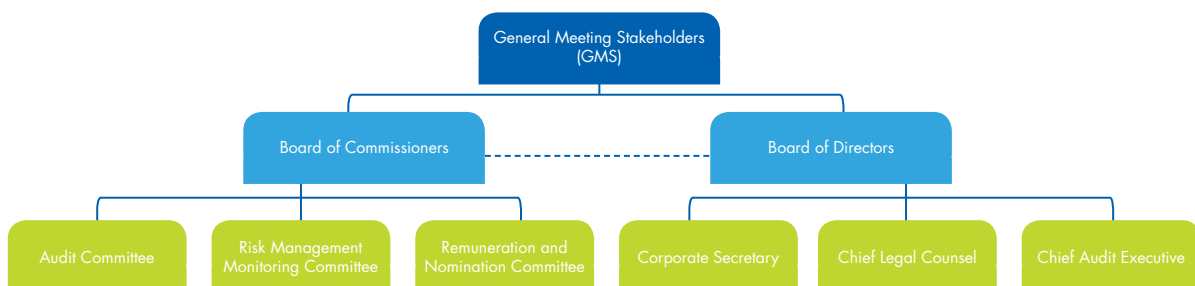 General Meeting Stakeholders
(GMS)
Board of Commissioners
Board of Directors
Audit Committee
Risk Management
Monitoring Committee
Remuneration and
Nomination Committee
Corporate Secretary
Chief Legal Counsel
Chief Audit Executive